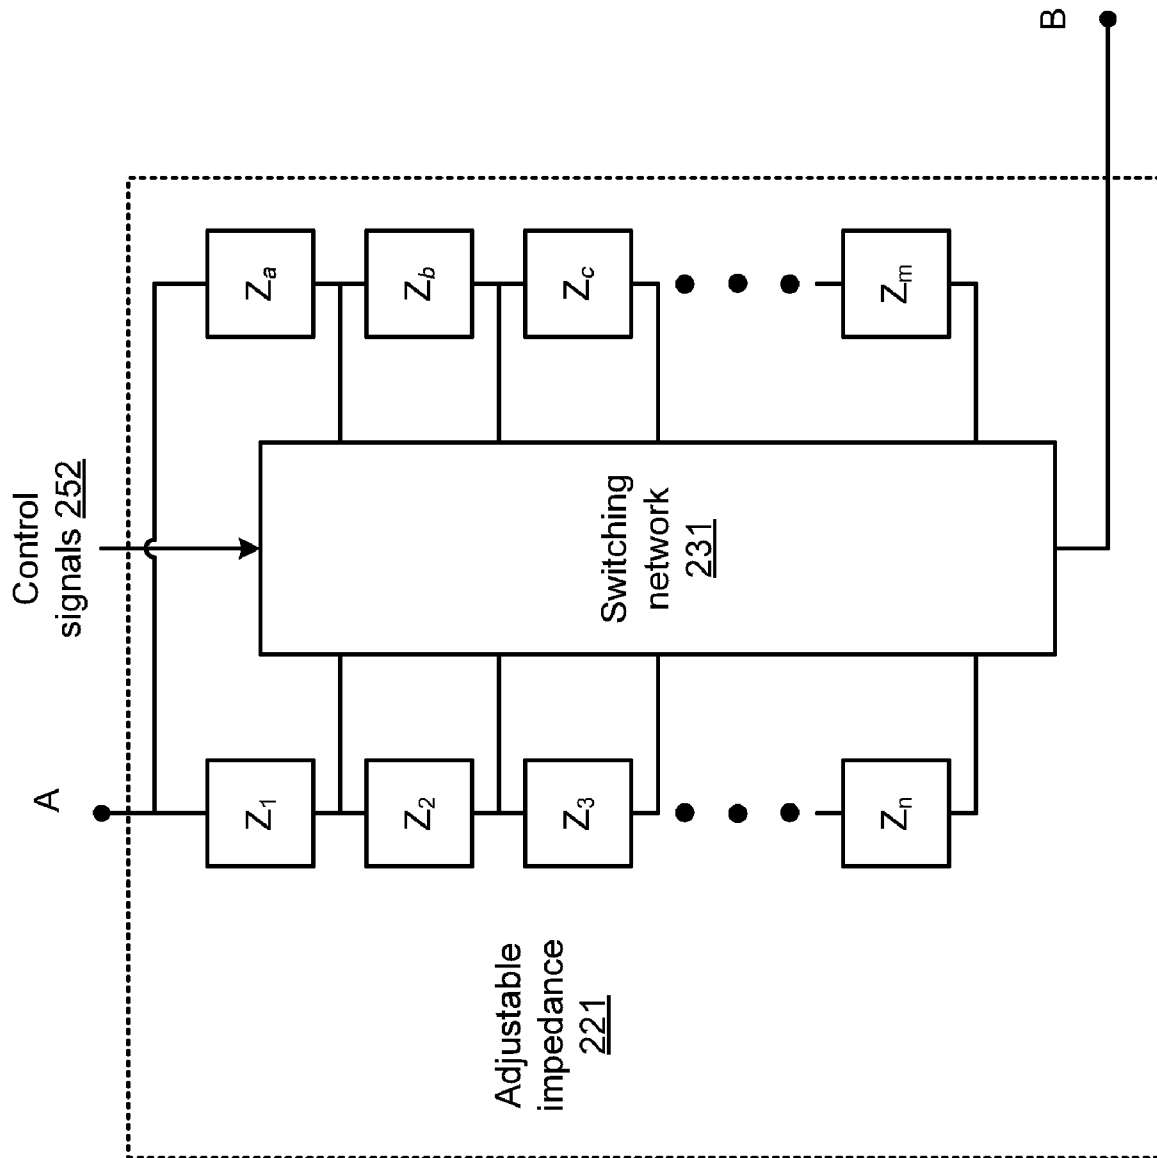 Control
signals 252
A
B
Z1
Z2
Z3
Zn
Za
Zb
Zc
Zm
Switching
network
231
Adjustable
impedance
221